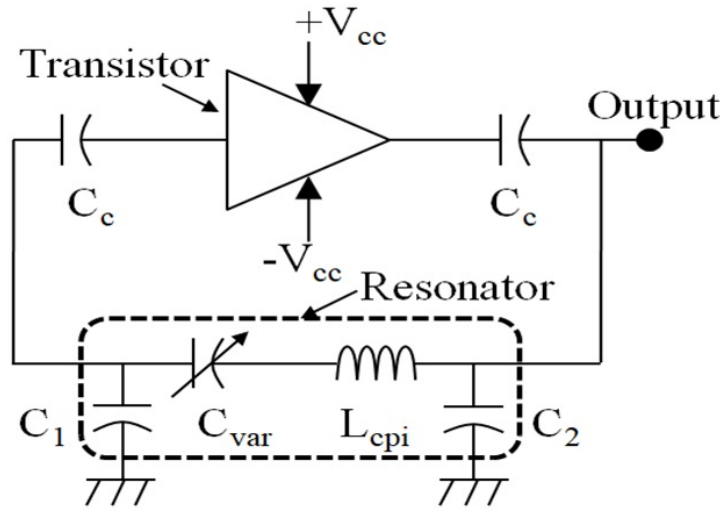 +Vcc
Transistor
Output
Cc
Cc
-Vcc
Resonator
C1
Cvar
Lcpi
C2